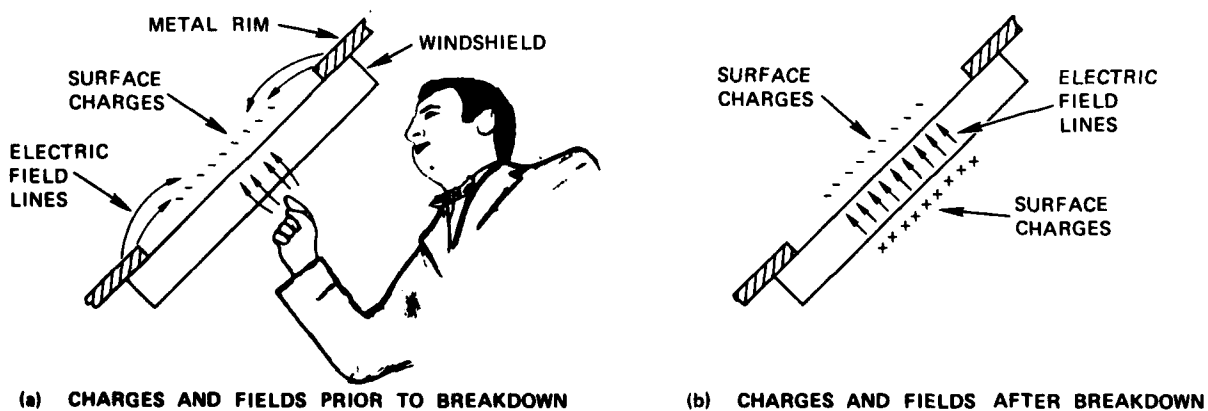 METAL RIM
WINDSHIELD
SURFACE
CHARGES
ELECTRIC
FIELD
LINES
(a) CHARGES AND FIELDS PRIOR TO BREAKDOWN
SURFACE
CHARGES
ELECTRIC
FIELD
LINES
SURFACE
CHARGES
(b) CHARGES AND FIELDS AFTER BREAKDOWN